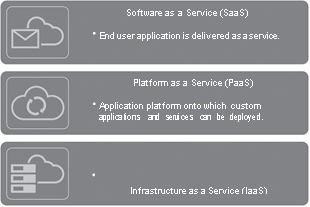 Software as a Service (SaaS)
• End user application is delivered as a service.
Platform as a Service (PaaS)
• Application platform onto which custom
applications and services can be deployed.
•
Infrastructure as a Service (IaaS)